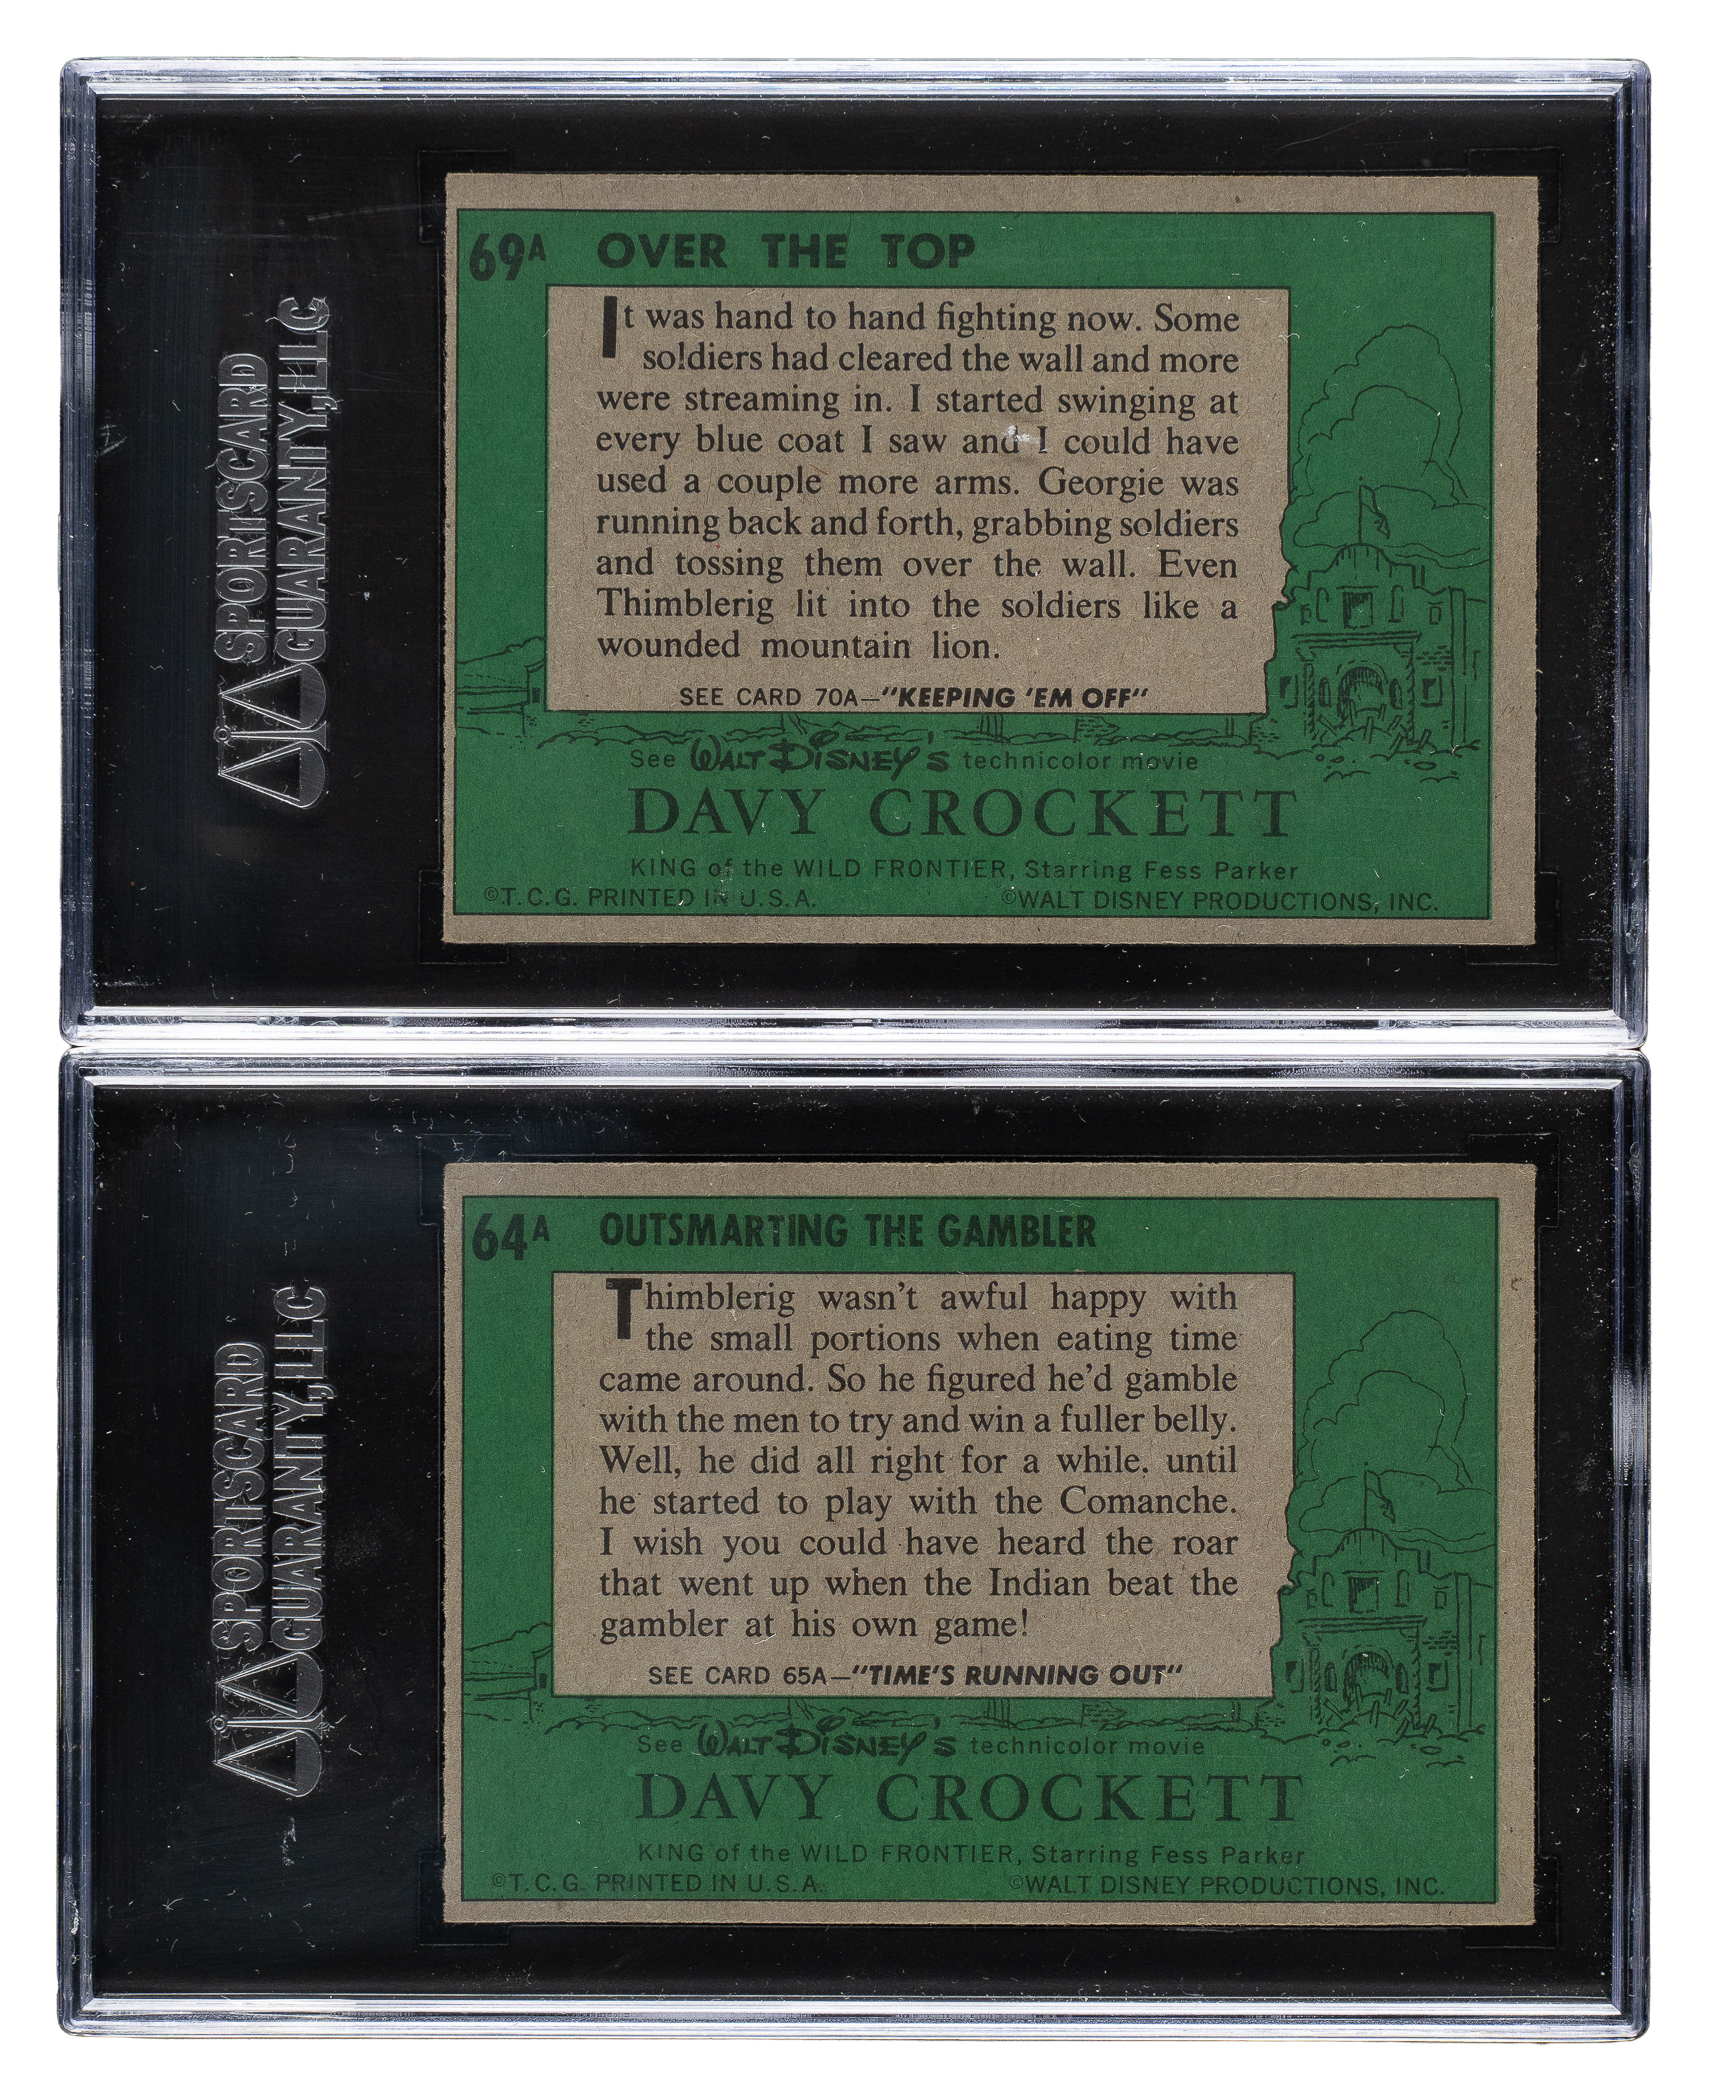 SPORTSCARD
GUARANTY, LLC
69A OVER THE TOP
It was hand to hand fighting now. Some
soldiers had cleared the wall and more
were streaming in. I started swinging at
every blue coat I saw and I could have
used a couple more arms. Georgie was
running back and forth, grabbing soldiers
and tossing them over the wall. Even
Thimblerig lit into the soldiers like a
wounded mountain lion.
SEE CARD 70A—"KEEPING 'EM OFF"
See WALT DISNEY'S technicolor movie
DAVY CROCKETT
KING of the WILD FRONTIER, Starring Fess Parker
©T.C.G. PRINTED IN U.S.A. ©WALT DISNEY PRODUCTIONS, INC.
SPORTSCARD
GUARANTY, LLC
64A OUTSMARTING THE GAMBLER
Thimblerig wasn't awful happy with
the small portions when eating time
came around. So he figured he'd gamble
with the men to try and win a fuller belly.
Well, he did all right for a while, until
he started to play with the Comanche.
I wish you could have heard the roar
that went up when the Indian beat the
gambler at his own game!
SEE CARD 65A—"TIME'S RUNNING OUT"
See WALT DISNEY'S technicolor movie
DAVY CROCKETT
KING of the WILD FRONTIER, Starring Fess Parker
©T.C.G. PRINTED IN U.S.A. ©WALT DISNEY PRODUCTIONS, INC.